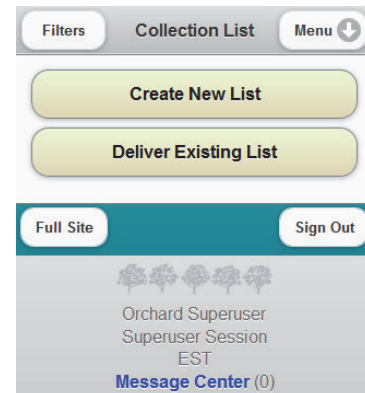 Filters Collection List Menu
Create New List
Deliver Existing List
Full Site Sign Out
Orchard Superuser
Superuser Session
EST
Message Center (0)